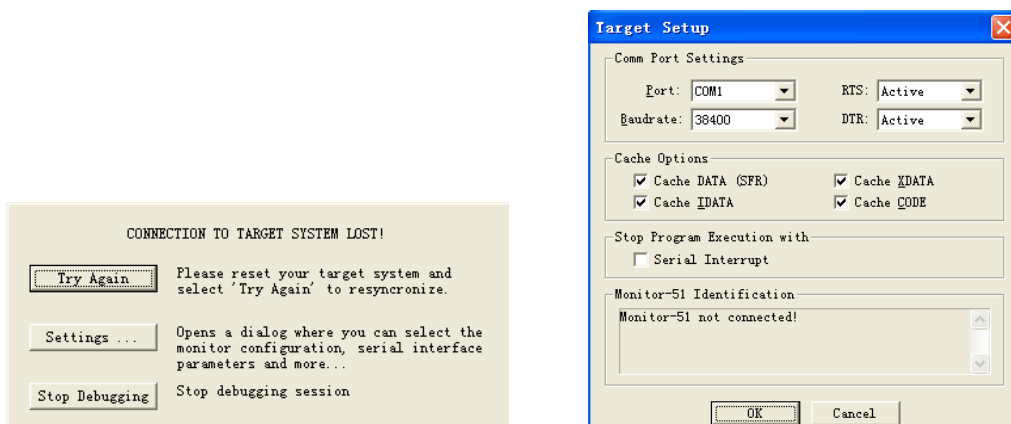 CONNECTION TO TARGET SYSTEM LOST!
Try Again
Please reset your target system and
select 'Try Again' to resyncronize.
Settings ...
Opens a dialog where you can select the
monitor configuration, serial interface
parameters and more...
Stop Debugging
Stop debugging session
Target Setup
Comm Port Settings
Port: COM1
RTS: Active
Baudrate: 38400
DTR: Active
Cache Options
Cache DATA (SFR)
Cache XDATA
Cache IDATA
Cache CODE
Stop Program Execution with
Serial Interrupt
Monitor-51 Identification
Monitor-51 not connected!
OK
Cancel